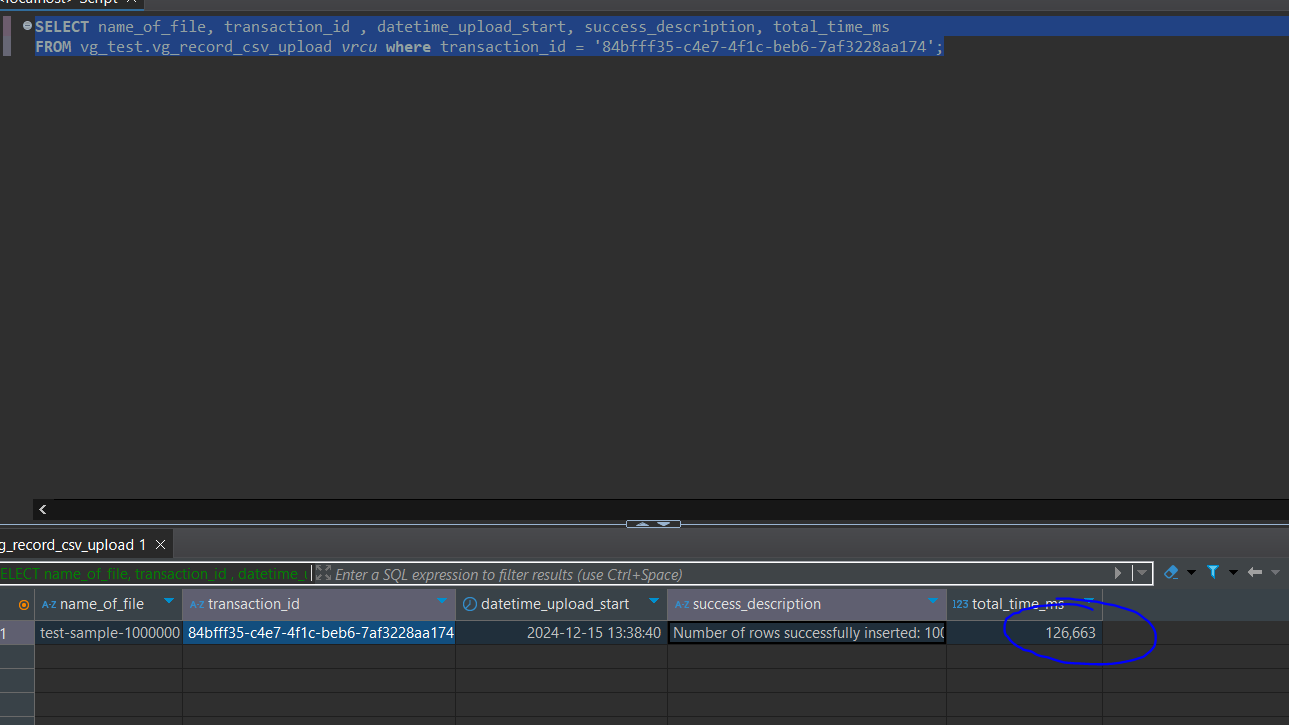 <localhost> Script
SELECT name_of_file, transaction_id , datetime_upload_start, success_description, total_time_ms
FROM vg_test.vg_record_csv_upload vrcu where transaction_id = '84bfff35-c4e7-4f1c-beb6-7af3228aa174';
g_record_csv_upload 1
ELECT name_of_file, transaction_id , datetime_u
Enter a SQL expression to filter results (use Ctrl+Space)
A-Z name_of_file A-Z transaction_id datetime_upload_start A-Z success_description 123 total_time_ms
1 test-sample-1000000 84bfff35-c4e7-4f1c-beb6-7af3228aa174 2024-12-15 13:38:40 Number of rows successfully inserted: 100 126,663